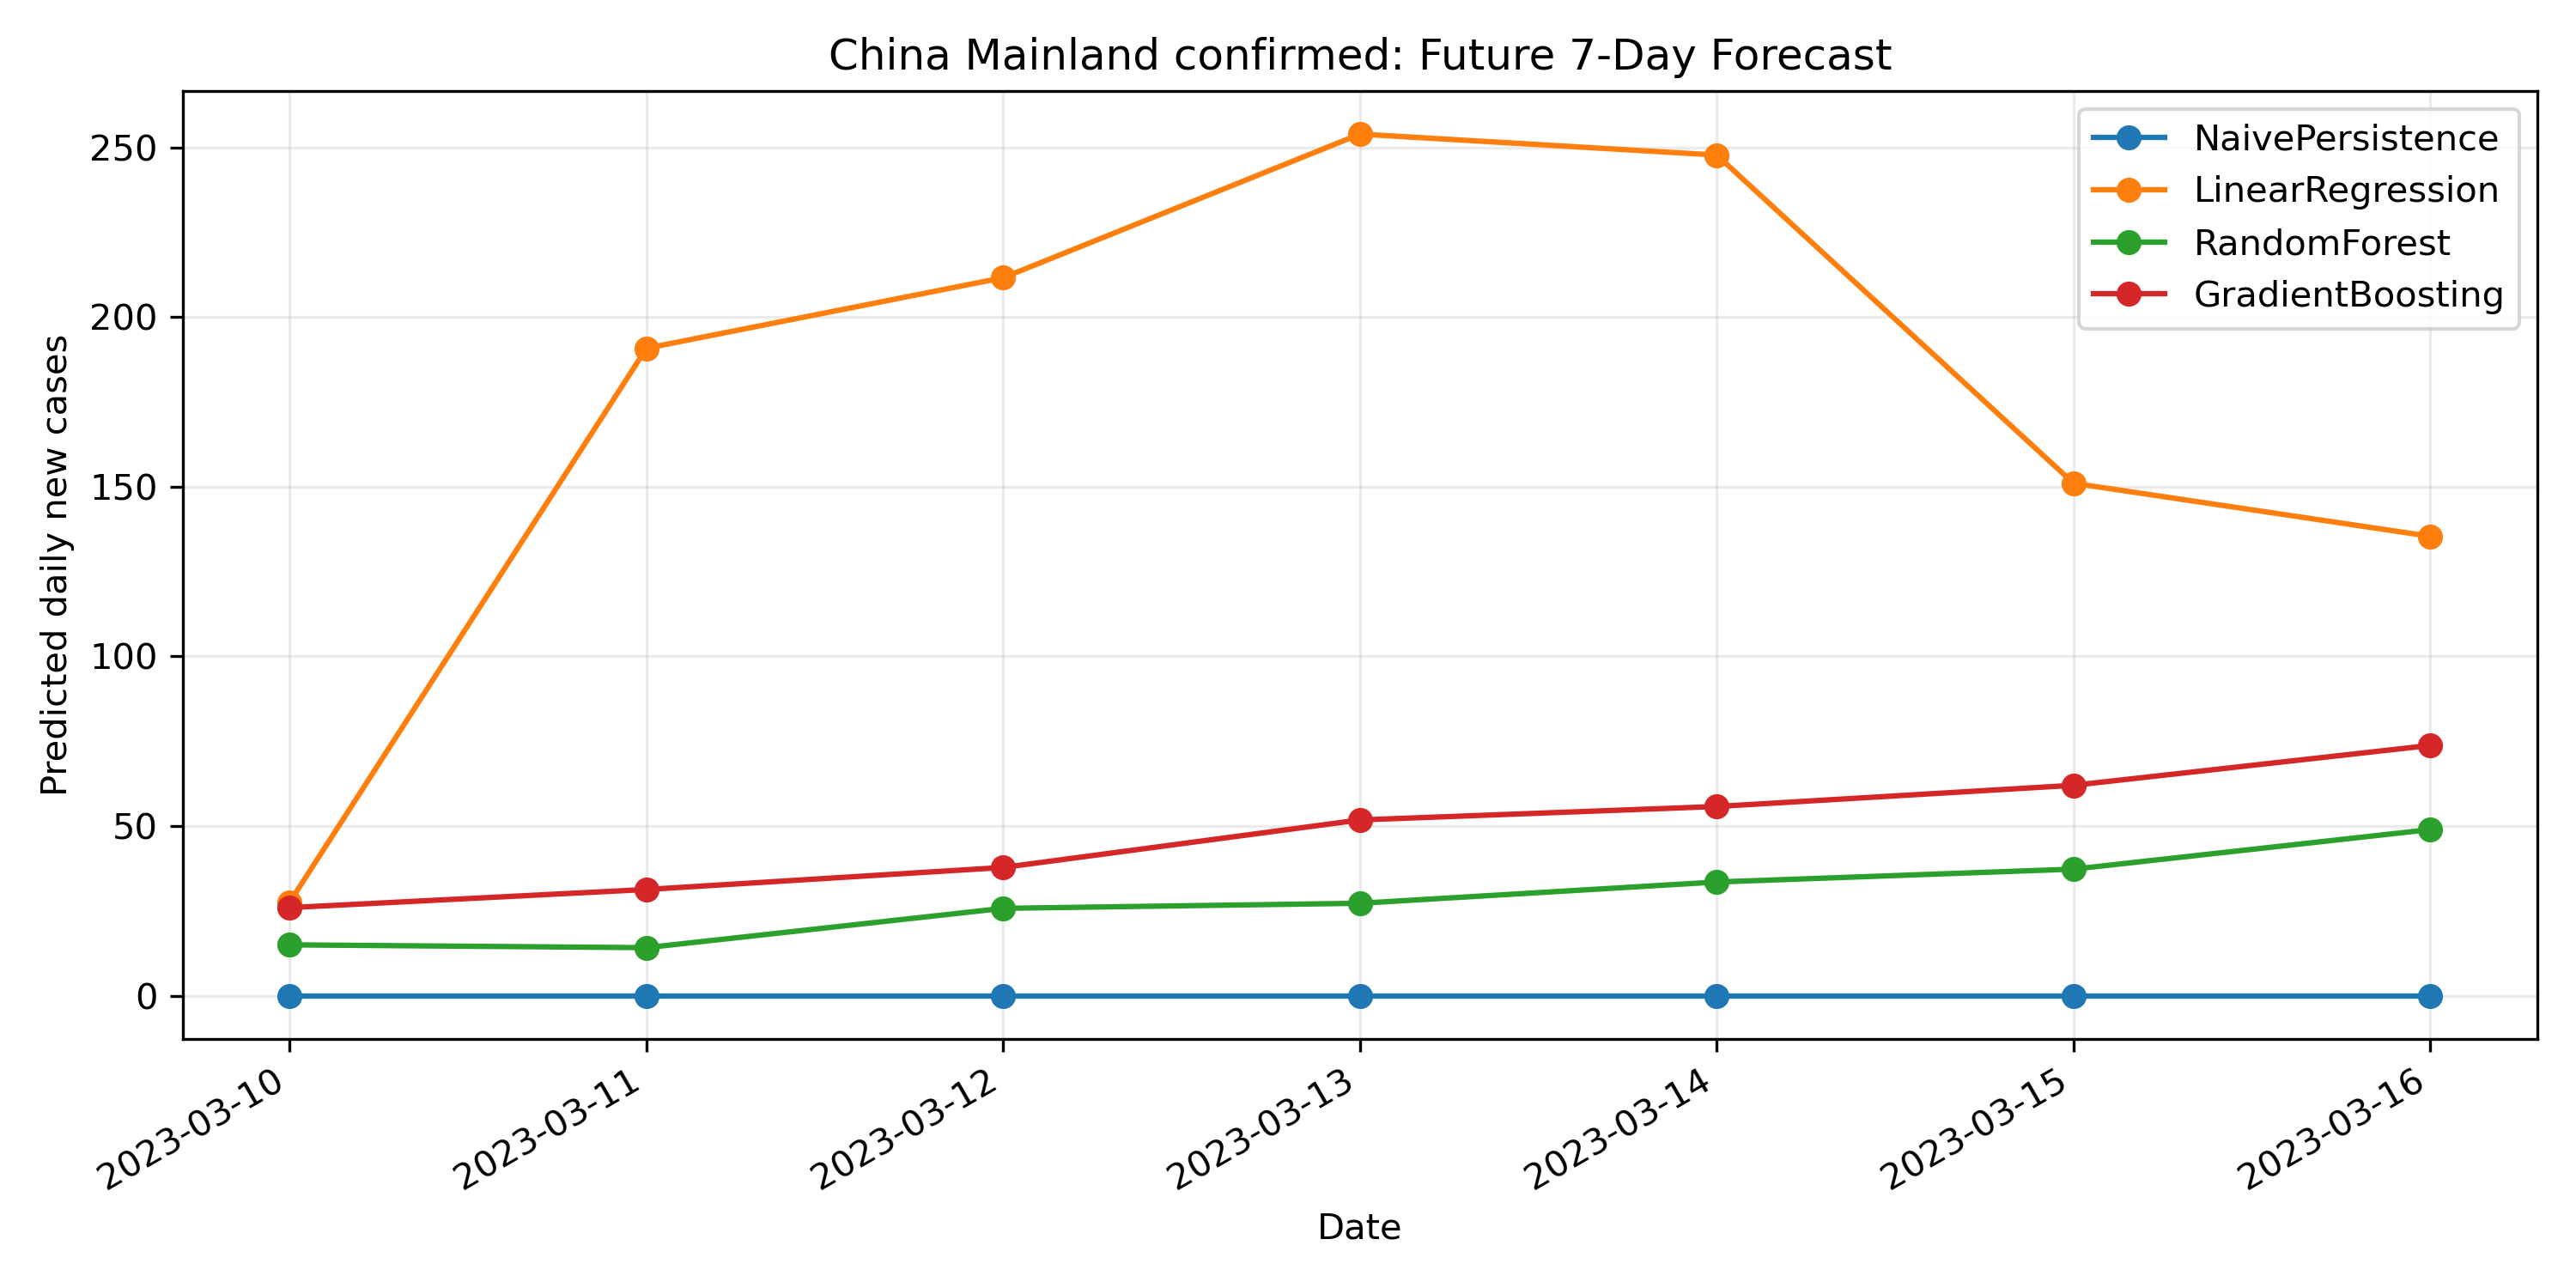 China Mainland confirmed: Future 7-Day Forecast
Predicted daily new cases
250
200
150
100
50
0
NaivePersistence
LinearRegression
RandomForest
GradientBoosting
2023-03-10
2023-03-11
2023-03-12
2023-03-13
2023-03-14
2023-03-15
2023-03-16
Date